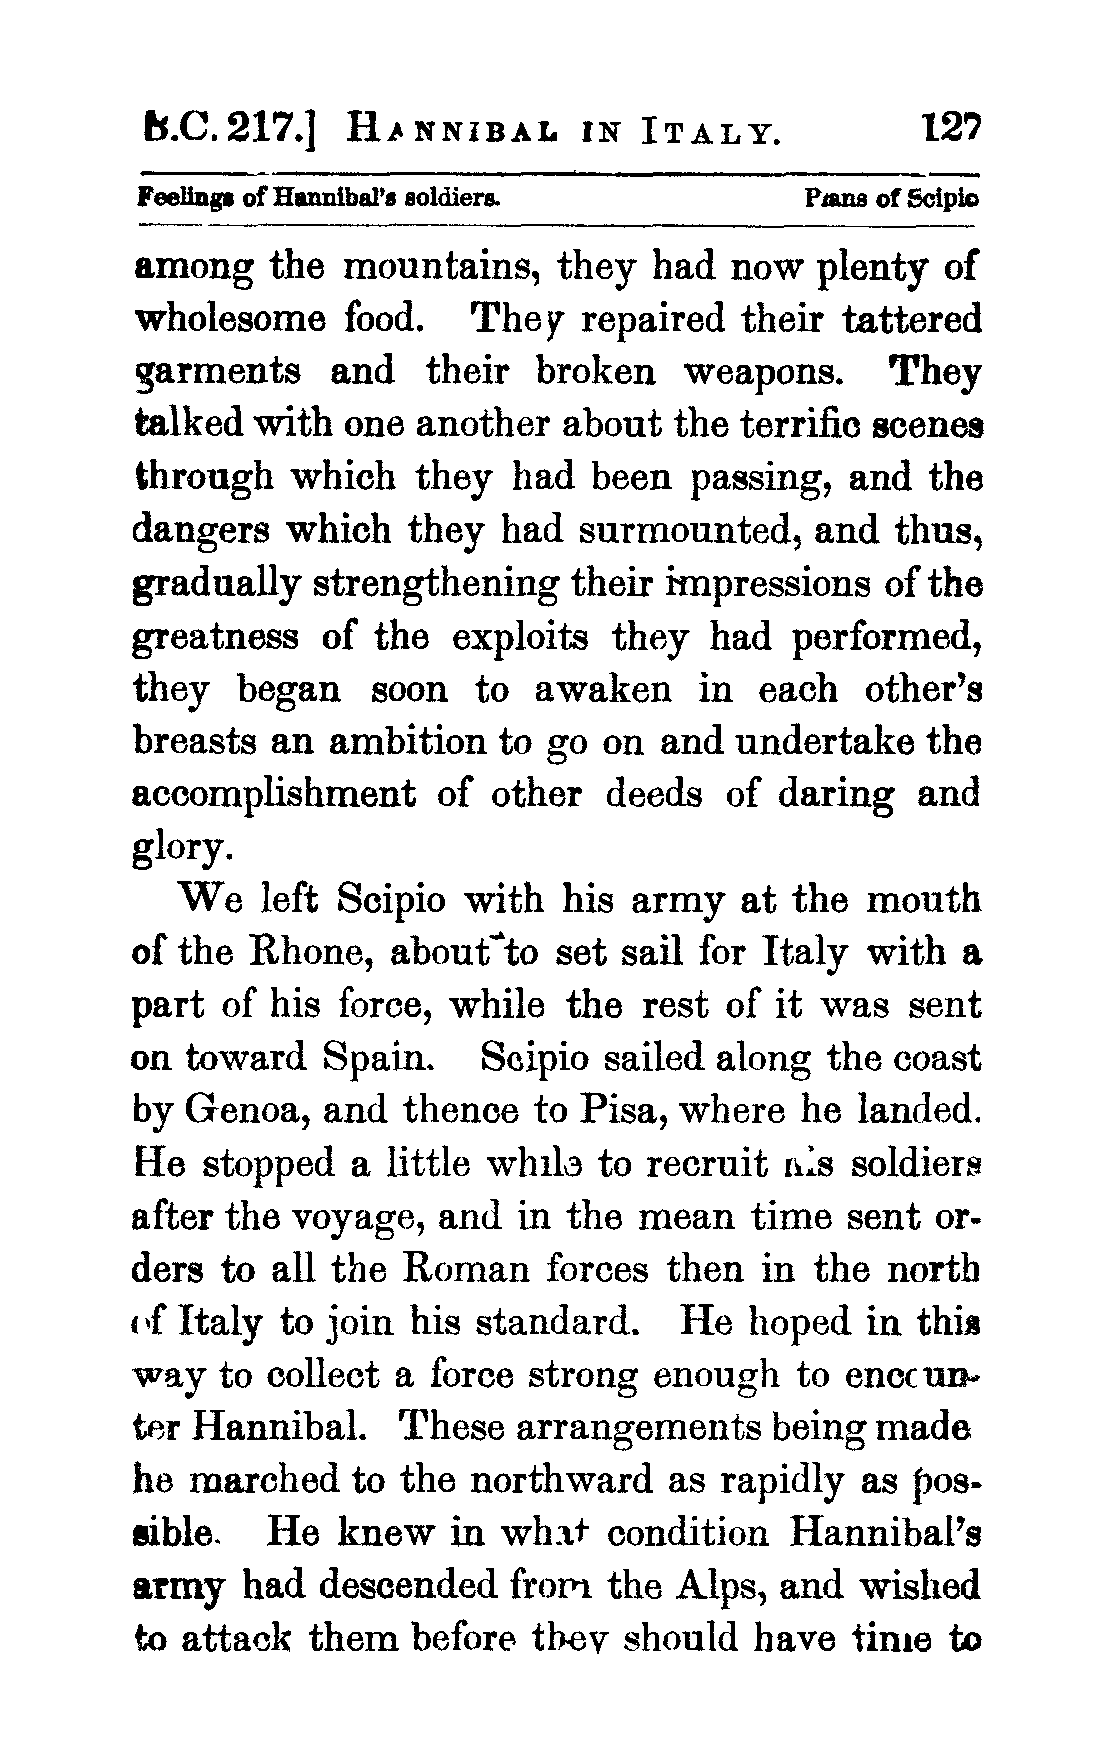 B.C. 217.] HANNIBAL IN ITALY. 127
Feelings of Hannibal's soldiers. Plans of Scipio
among the mountains, they had now plenty of
wholesome food. They repaired their tattered
garments and their broken weapons. They
talked with one another about the terrific scenes
through which they had been passing, and the
dangers which they had surmounted, and thus,
gradually strengthening their impressions of the
greatness of the exploits they had performed,
they began soon to awaken in each other's
breasts an ambition to go on and undertake the
accomplishment of other deeds of daring and
glory.
We left Scipio with his army at the mouth
of the Rhone, about to set sail for Italy with a
part of his force, while the rest of it was sent
on toward Spain. Scipio sailed along the coast
by Genoa, and thence to Pisa, where he landed.
He stopped a little while to recruit his soldiers
after the voyage, and in the mean time sent or-
ders to all the Roman forces then in the north
of Italy to join his standard. He hoped in this
way to collect a force strong enough to encoun-
ter Hannibal. These arrangements being made
he marched to the northward as rapidly as pos-
sible. He knew in what condition Hannibal's
army had descended from the Alps, and wished
to attack them before they should have time to